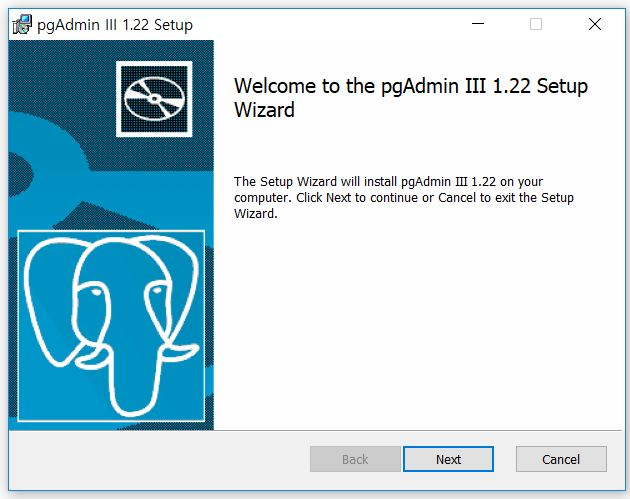 pgAdmin III 1.22 Setup
Welcome to the pgAdmin III 1.22 Setup
Wizard
The Setup Wizard will install pgAdmin III 1.22 on your
computer. Click Next to continue or Cancel to exit the Setup
Wizard.
Back
Next
Cancel